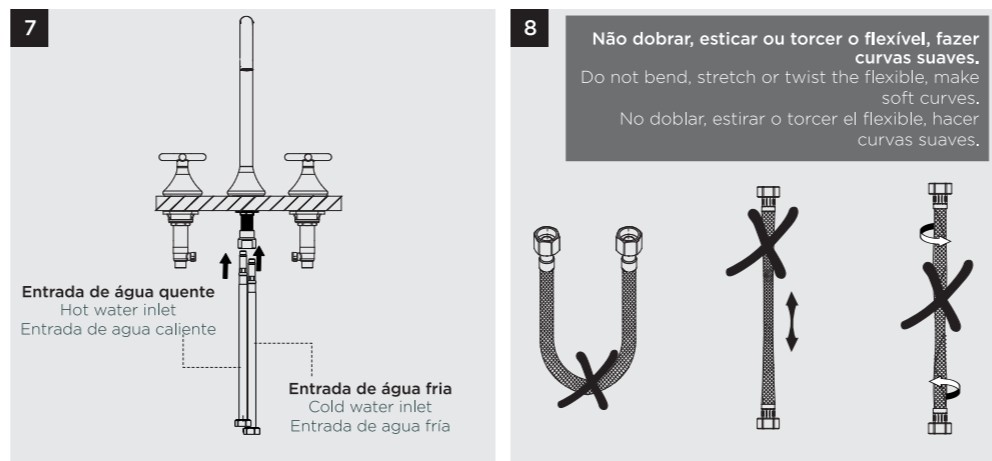 7
Entrada de água quente
Hot water inlet
Entrada de agua caliente
Entrada de água fria
Cold water inlet
Entrada de agua fría
8
Não dobrar, esticar ou torcer o flexível, fazer
curvas suaves.
Do not bend, stretch or twist the flexible, make
soft curves.
No doblar, estirar o torcer el flexible, hacer
curvas suaves.